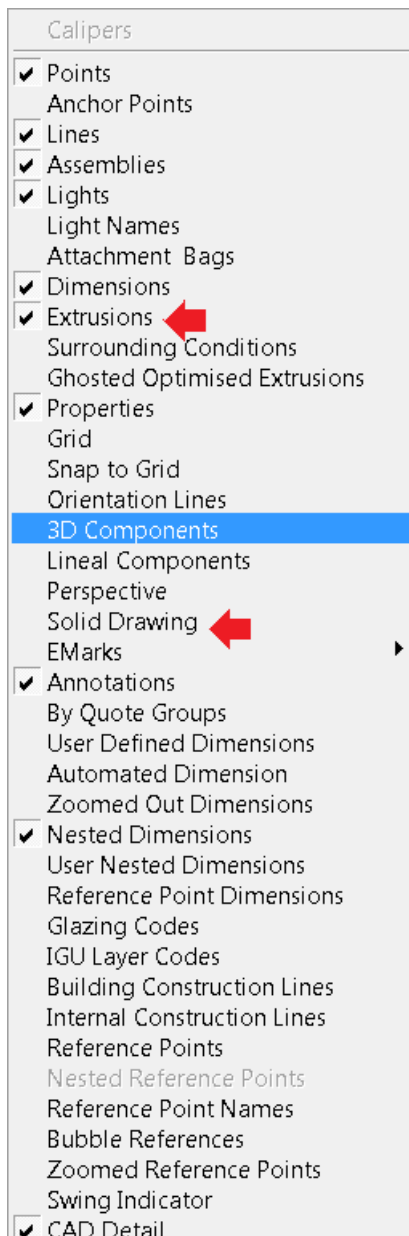 Calipers
Points
Anchor Points
Lines
Assemblies
Lights
Light Names
Attachment  Bags
Dimensions
Extrusions
Surrounding Conditions
Ghosted Optimised Extrusions
Properties
Grid
Snap to Grid
Orientation Lines
3D Components
Lineal Components
Perspective
Solid Drawing
EMarks
Annotations
By Quote Groups
User Defined Dimensions
Automated Dimension
Zoomed Out Dimensions
Nested Dimensions
User Nested Dimensions
Reference Point Dimensions
Glazing Codes
IGU Layer Codes
Building Construction Lines
Internal Construction Lines
Reference Points
Nested Reference Points
Reference Point Names
Bubble References
Zoomed Reference Points
Swing Indicator
CAD Detail